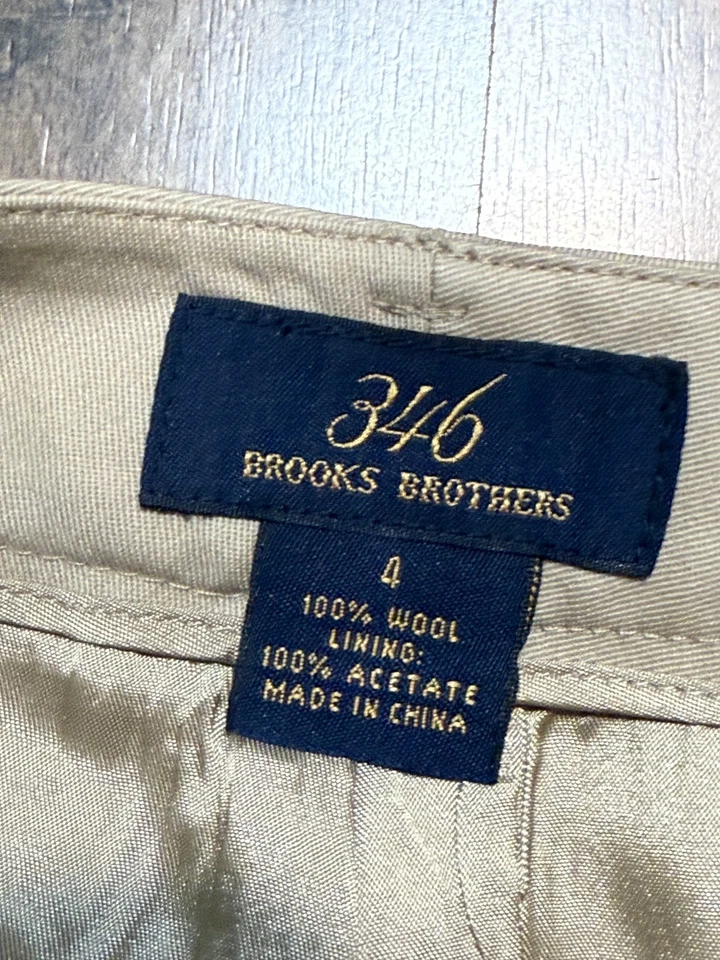 346
BROOKS BROTHERS
4
100% WOOL
LINING:
100% ACETATE
MADE IN CHINA